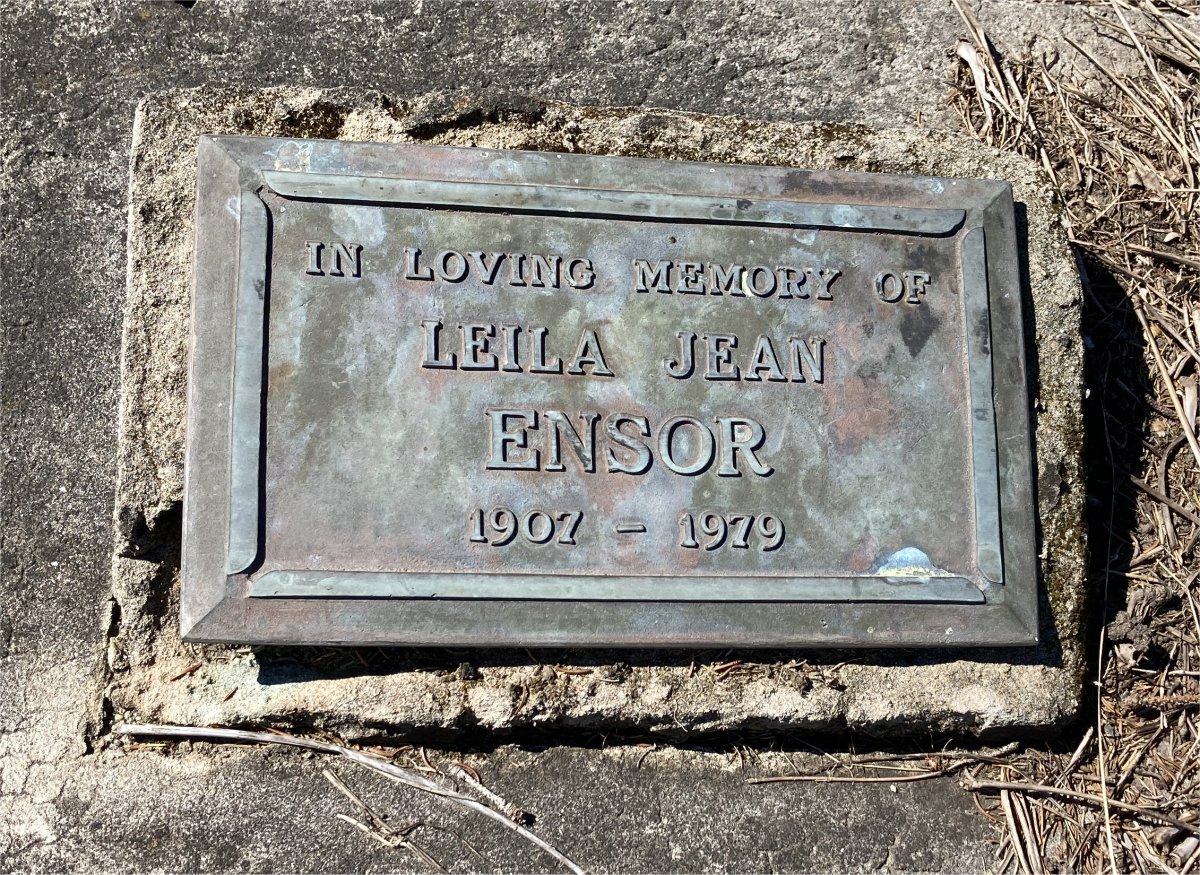 IN LOVING MEMORY OF
LEILA JEAN
ENSOR
1907 – 1979